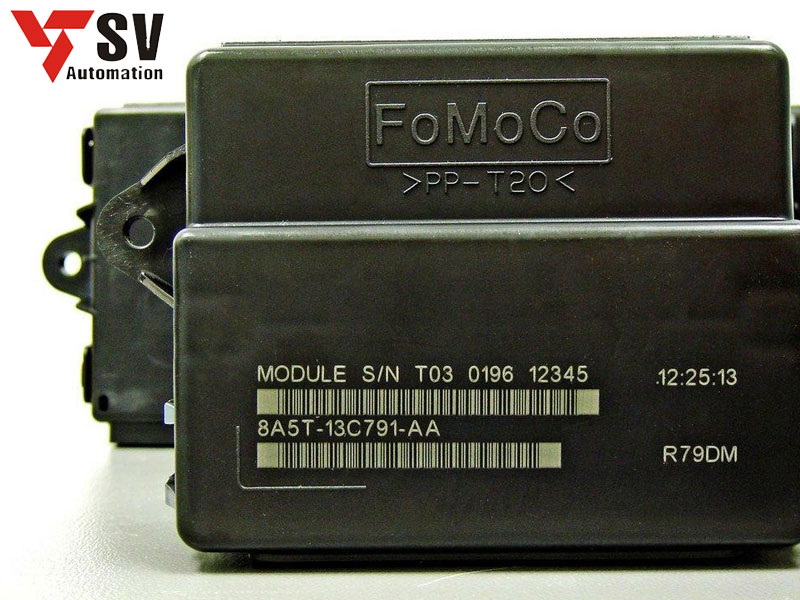 SV
Automation
FoMoCo
>PP-T20<
MODULE S/N T03 0196 12345
12:25:13
8A5T-13C791-AA
R79DM